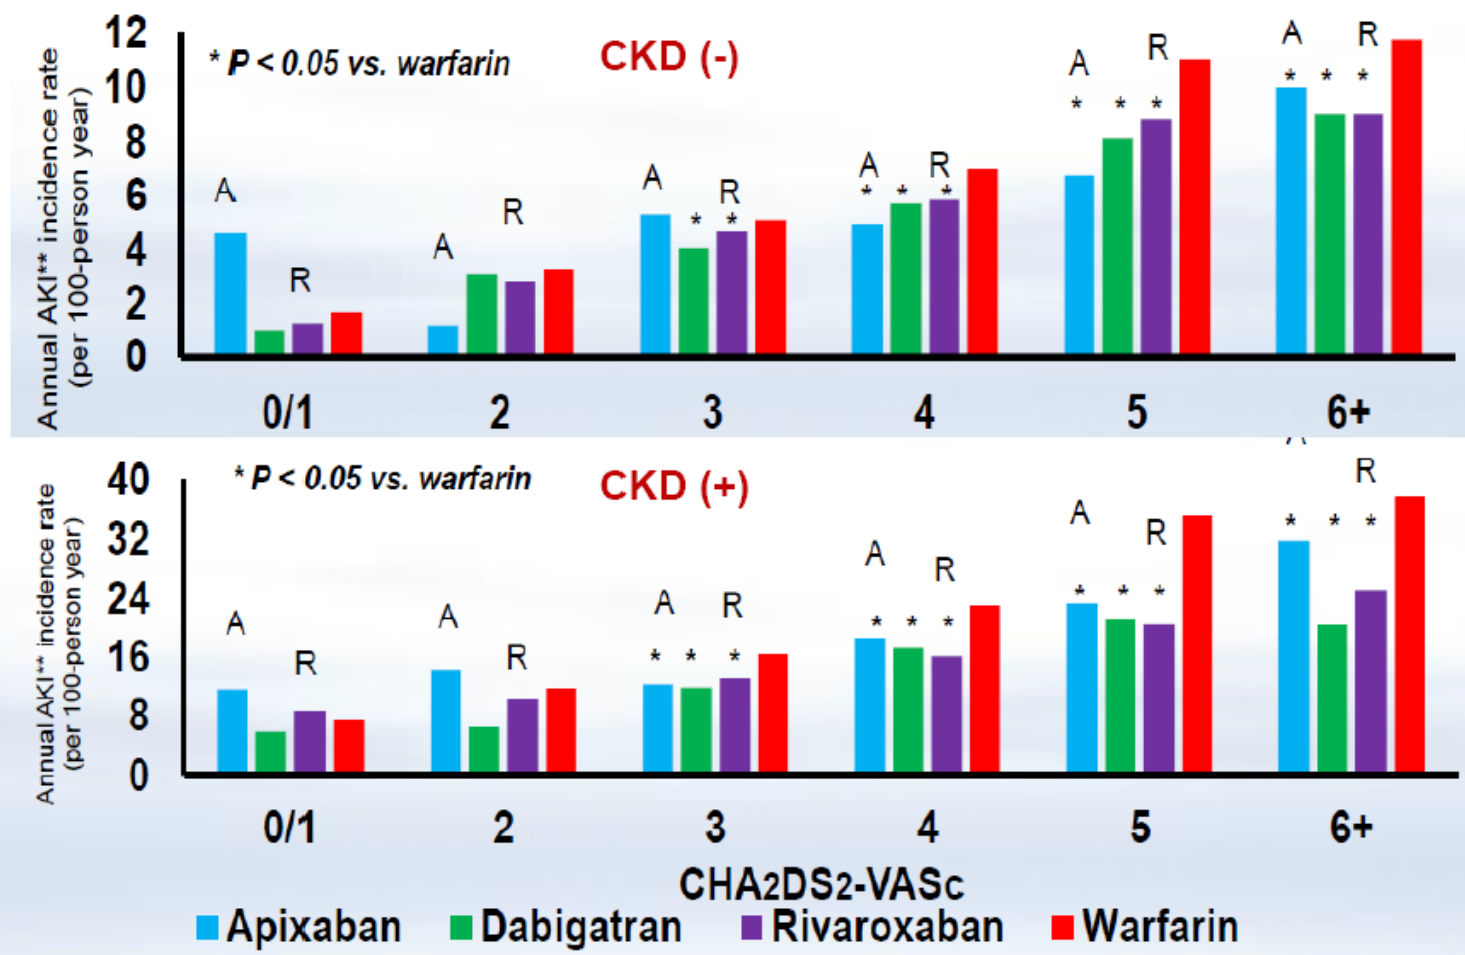 12
10
8
6
4
2
0
Annual AKI** incidence rate
(per 100-person year)
* P < 0.05 vs. warfarin
CKD (-)
A R
A R
A R
* *
A R
* * *
A R
* * *
A R
* * *
0/1 2 3 4 5 6+
40
32
24
16
8
0
Annual AKI** incidence rate
(per 100-person year)
* P < 0.05 vs. warfarin
CKD (+)
A R
A R
A R
* * *
A R
* * *
A R
* * *
A R
* * *
0/1 2 3 4 5 6+
CHA2DS2-VASc
Apixaban Dabigatran Rivaroxaban Warfarin